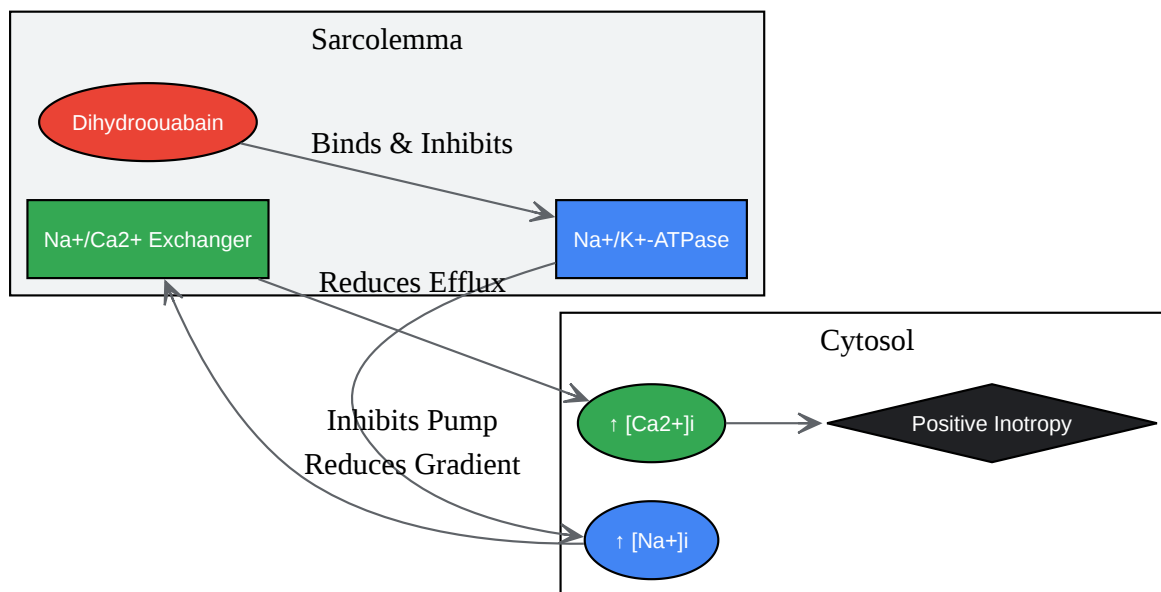 Sarcolemma
Dihydroouabain
Binds & Inhibits
Na+/Ca2+ Exchanger
Na+/K+-ATPase
Reduces Efflux
Cytosol
Inhibits Pump
↑ [Ca2+]i
Positive Inotropy
Reduces Gradient
↑ [Na+]i